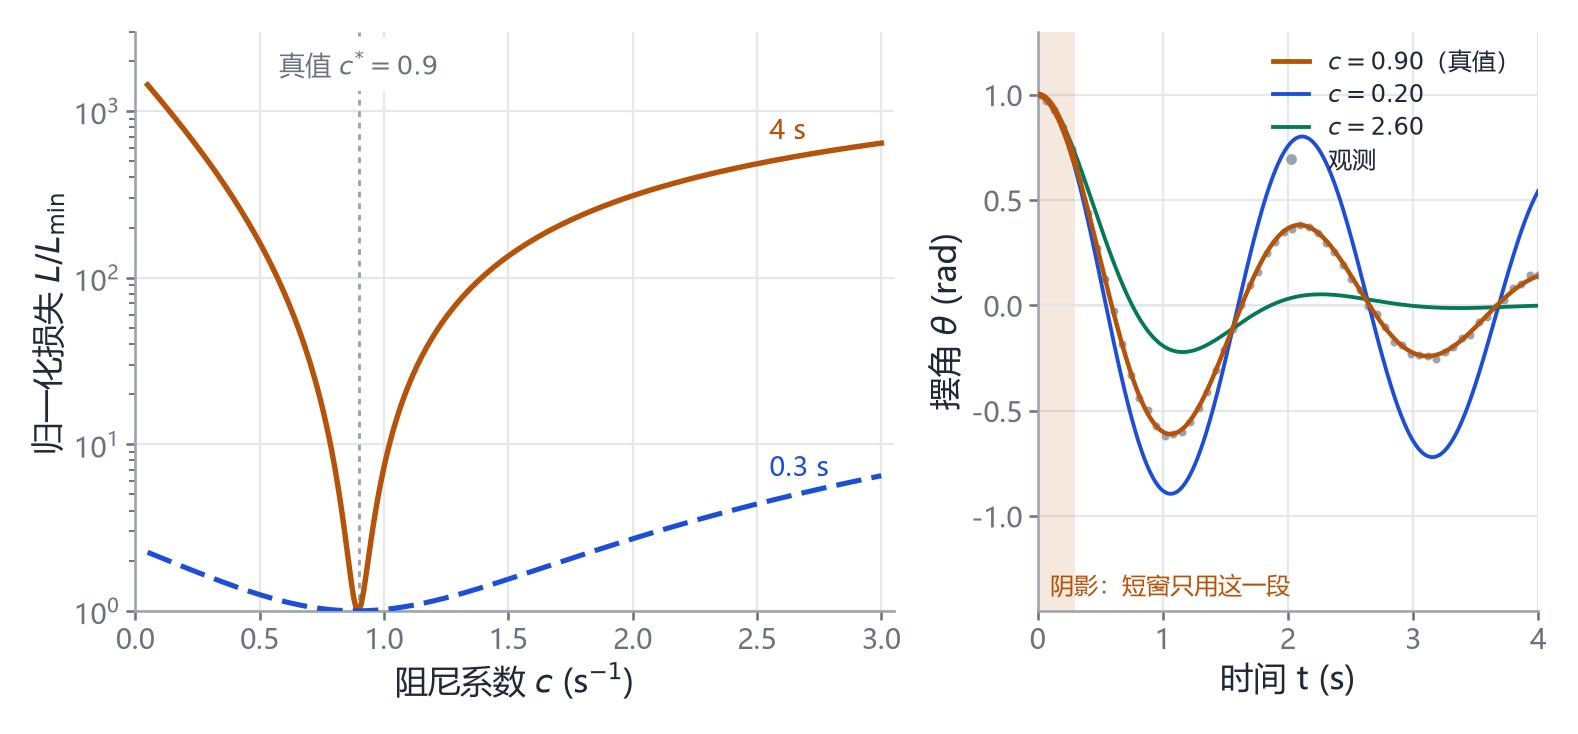 真值 c* = 0.9
4 s
0.3 s
10³
10²
10¹
10⁰
0.0 0.5 1.0 1.5 2.0 2.5 3.0
阻尼系数 c (s⁻¹)
归一化损失 L/Lmin
c = 0.90（真值）
c = 0.20
c = 2.60
观测
1.0
0.5
0.0
-0.5
-1.0
阴影：短窗只用这一段
0 1 2 3 4
时间 t (s)
摆角 θ (rad)